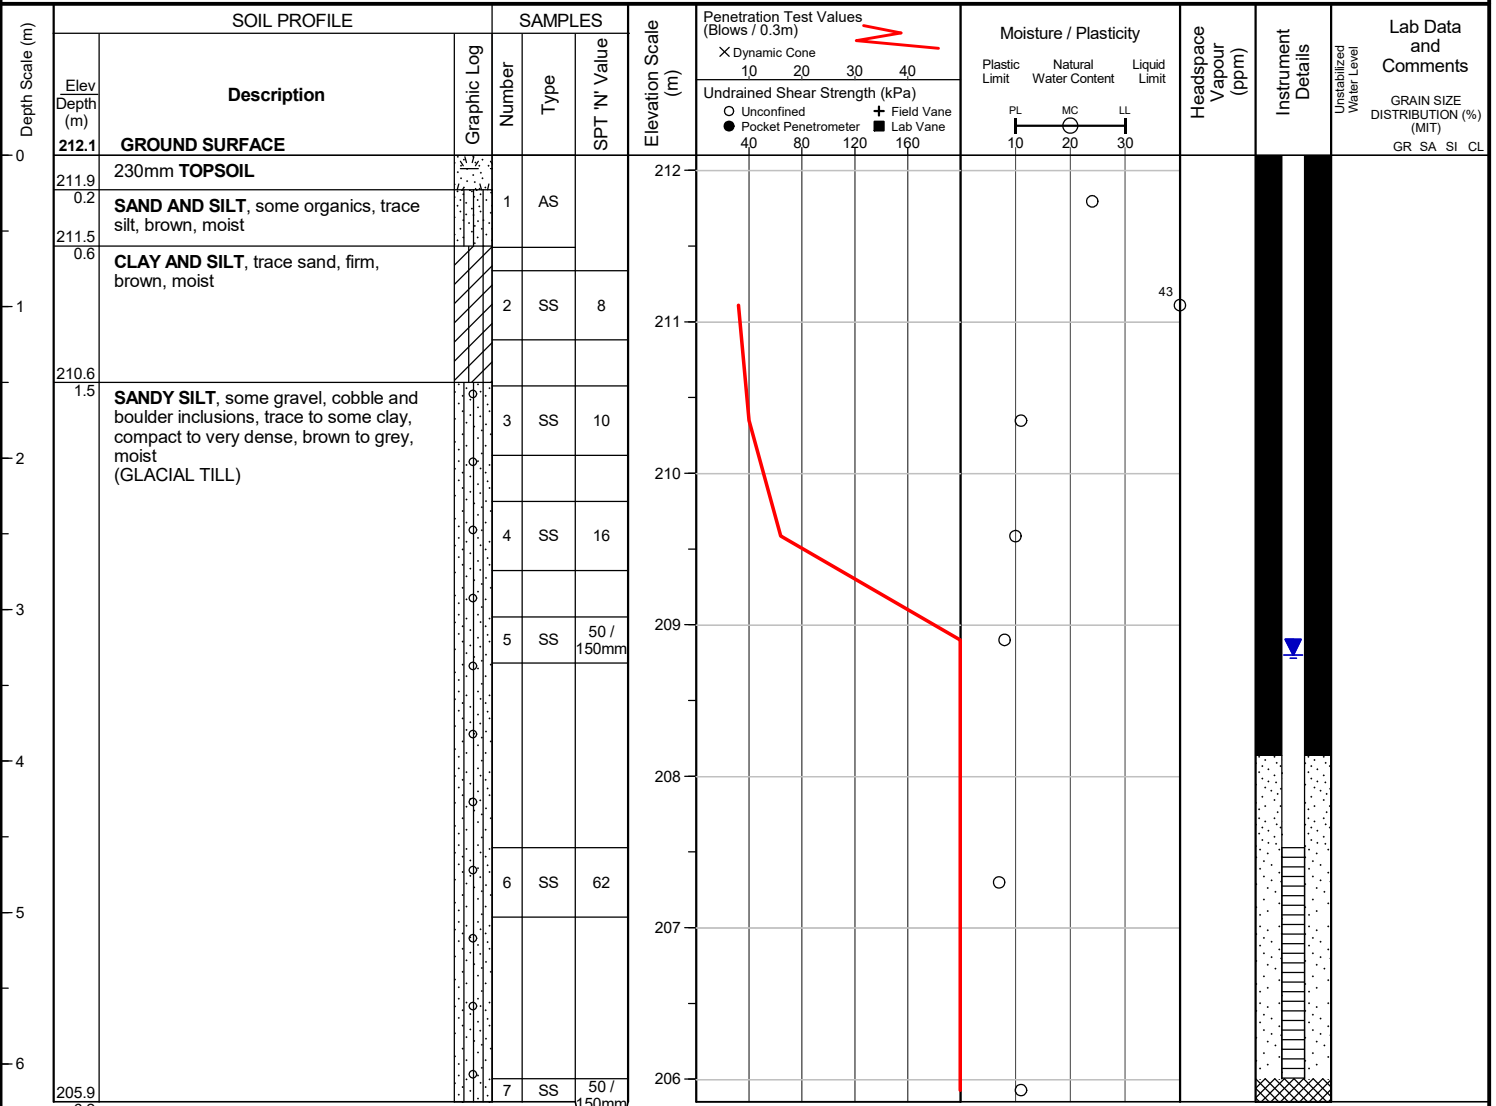 Depth Scale (m)
SOIL PROFILE
Elev
Depth
(m)
Description
Graphic Log
212.1 GROUND SURFACE
SAMPLES
Number
Type
SPT 'N' Value
Elevation Scale
(m)
Penetration Test Values
(Blows / 0.3m)
× Dynamic Cone
10 20 30 40
Undrained Shear Strength (kPa)
Unconfined
Field Vane
Pocket Penetrometer
Lab Vane
40 80 120 160
Moisture / Plasticity
Plastic
Limit
Natural
Water Content
Liquid
Limit
PL MC LL
10 20 30
Headspace
Vapour
(ppm)
Instrument
Details
Unstabilized
Water Level
Lab Data
and
Comments
GRAIN SIZE
DISTRIBUTION (%)
(MIT)
GR SA SI CL
0
1
2
3
4
5
6
230mm TOPSOIL
211.9
0.2
SAND AND SILT, some organics, trace
silt, brown, moist
211.5
0.6
CLAY AND SILT, trace sand, firm,
brown, moist
210.6
1.5
SANDY SILT, some gravel, cobble and
boulder inclusions, trace to some clay,
compact to very dense, brown to grey,
moist
(GLACIAL TILL)
205.9
1 AS
2 SS 8
3 SS 10
4 SS 16
5 SS 50 /
150mm
6 SS 62
7 SS 50 /
150mm
212
211
210
209
208
207
206
43